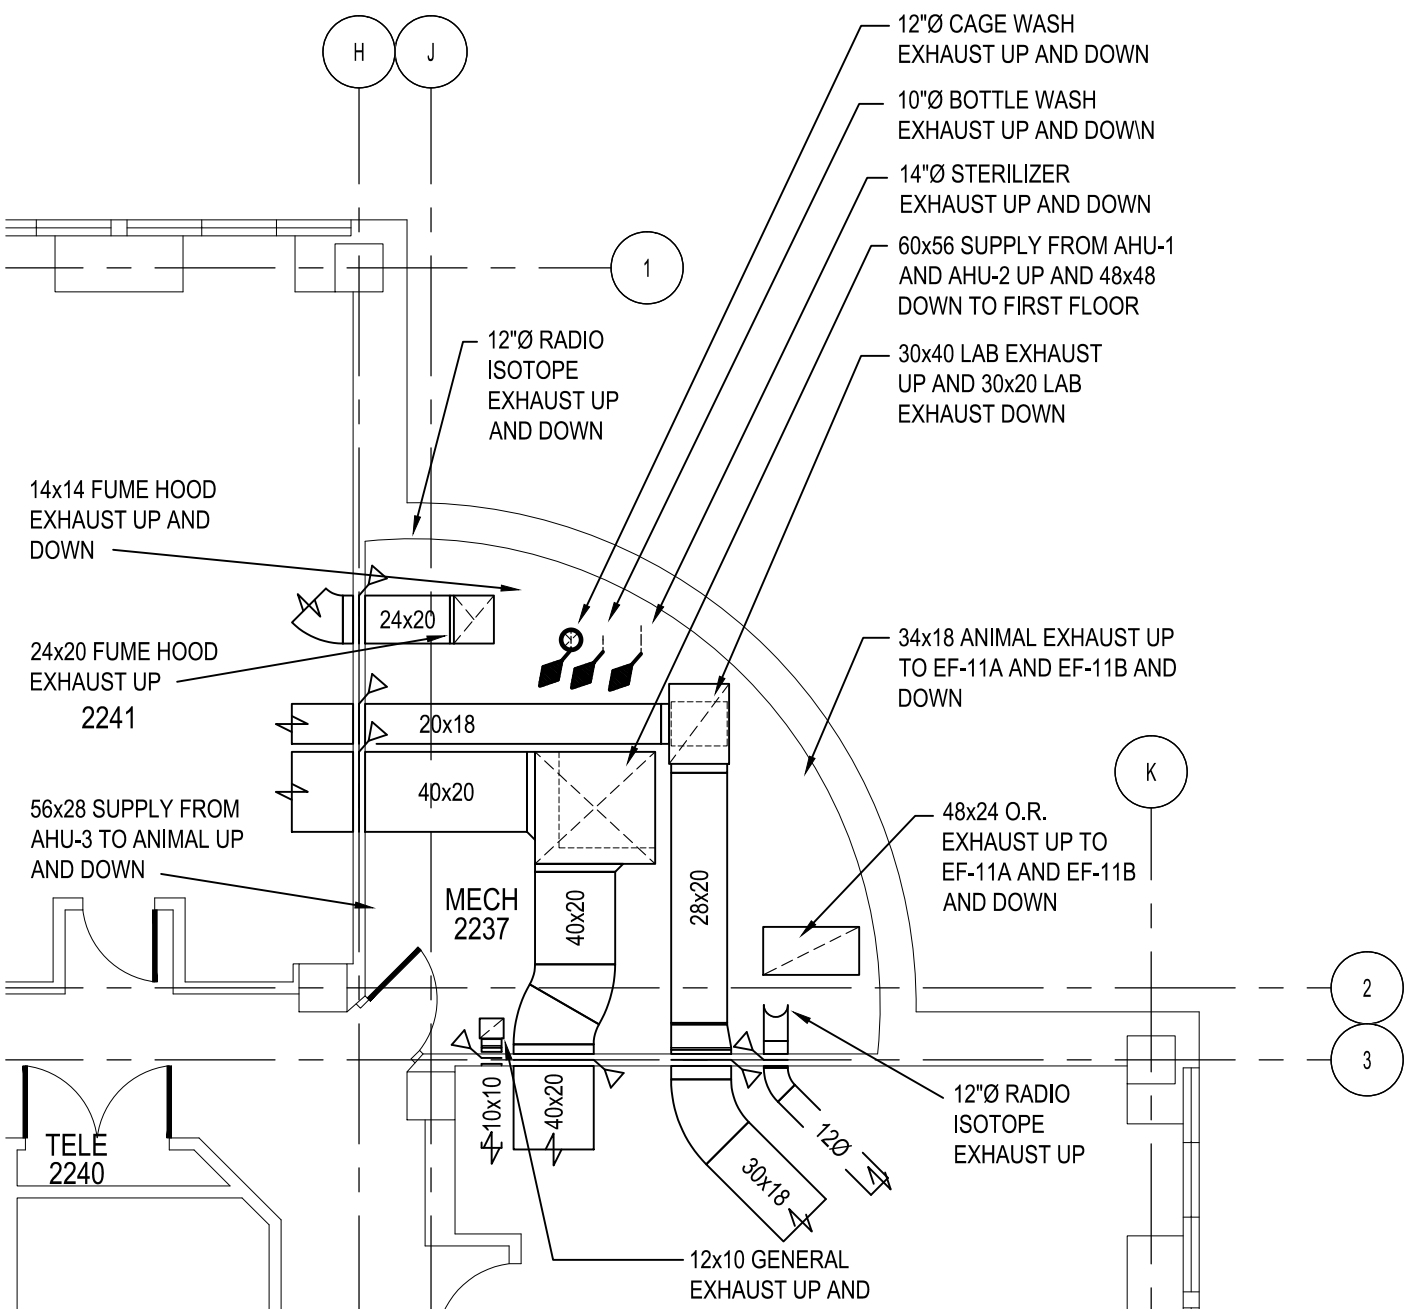 H
J
12"Ø CAGE WASH
EXHAUST UP AND DOWN
10"Ø BOTTLE WASH
EXHAUST UP AND DOW\N
14"Ø STERILIZER
EXHAUST UP AND DOWN
60x56 SUPPLY FROM AHU-1
AND AHU-2 UP AND 48x48
DOWN TO FIRST FLOOR
1
12"Ø RADIO
ISOTOPE
EXHAUST UP
AND DOWN
30x40 LAB EXHAUST
UP AND 30x20 LAB
EXHAUST DOWN
14x14 FUME HOOD
EXHAUST UP AND
DOWN
24x20
24x20 FUME HOOD
EXHAUST UP
2241
34x18 ANIMAL EXHAUST UP
TO EF-11A AND EF-11B AND
DOWN
20x18
40x20
K
56x28 SUPPLY FROM
AHU-3 TO ANIMAL UP
AND DOWN
48x24 O.R.
EXHAUST UP TO
EF-11A AND EF-11B
AND DOWN
MECH
2237
40x20
28x20
2
3
10x10
40x20
12Ø
30x18
12"Ø RADIO
ISOTOPE
EXHAUST UP
TELE
2240
12x10 GENERAL
EXHAUST UP AND